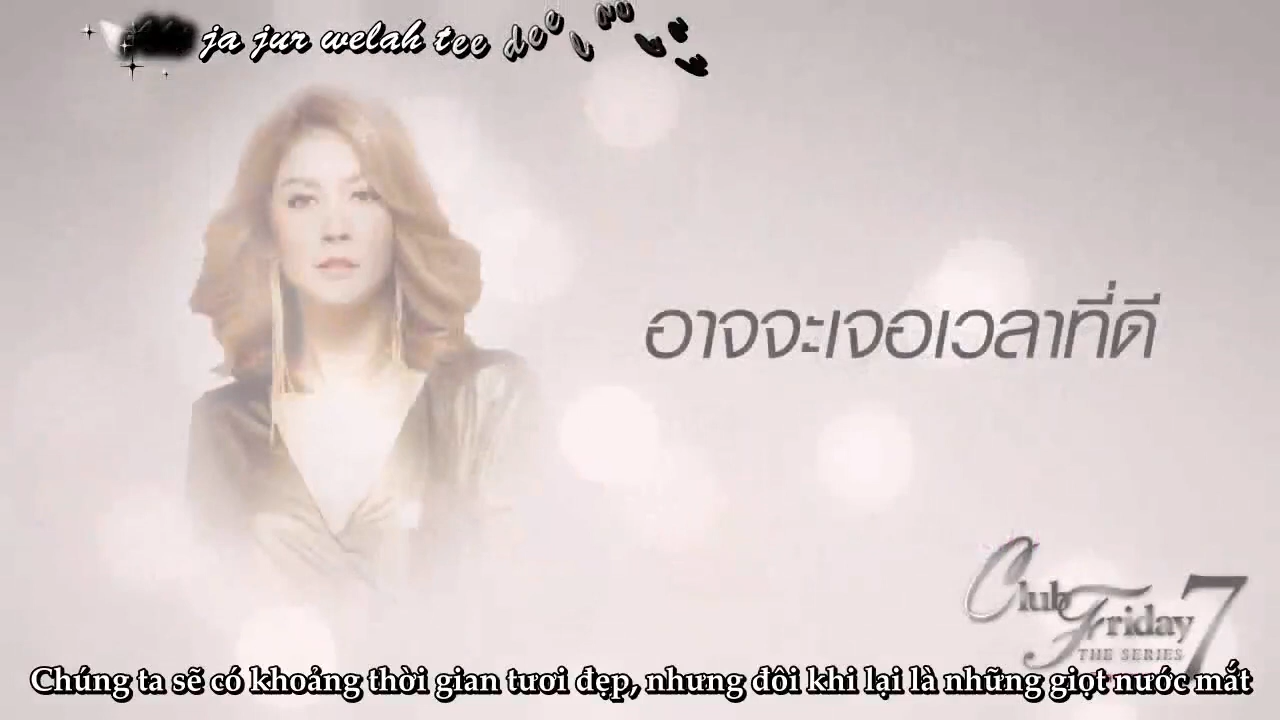 ja jur welah tee dee
อาจจะเจอเวลาที่ดี
Club Friday 7
THE SERIES
Chúng ta sẽ có khoảng thời gian tươi đẹp, nhưng đôi khi lại là những giọt nước mắt